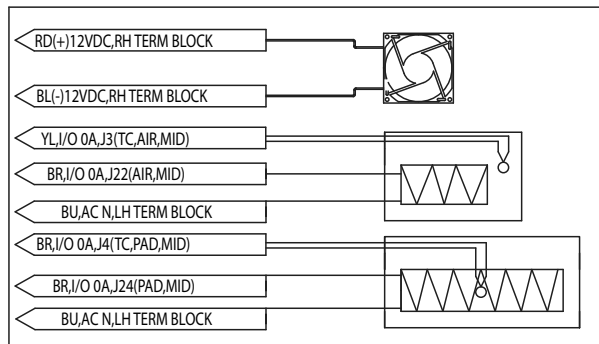 RD(+)12VDC,RH TERM BLOCK
BL(-)12VDC,RH TERM BLOCK
YL,I/O 0A,J3(TC,AIR,MID)
BR,I/O 0A,J22(AIR,MID)
BU,AC N,LH TERM BLOCK
BR,I/O 0A,J4(TC,PAD,MID)
BR,I/O 0A,J24(PAD,MID)
BU,AC N,LH TERM BLOCK